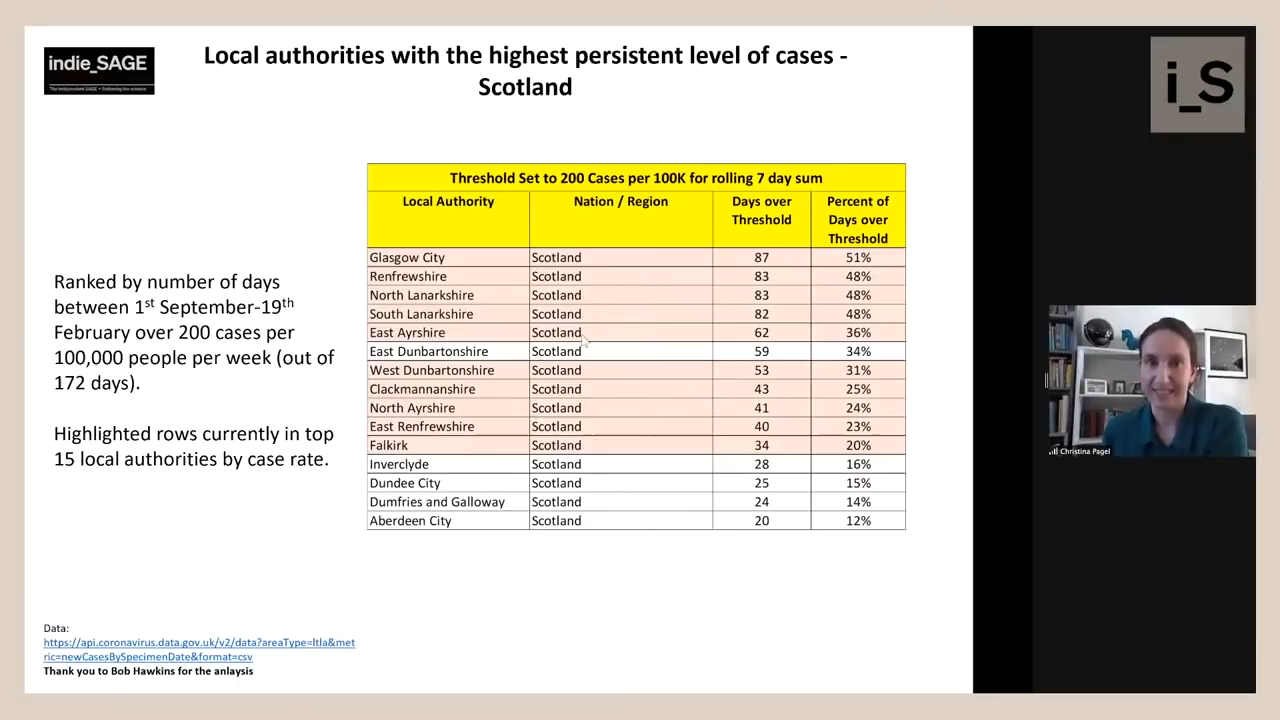 indie_SAGE
The Independent SAGE • Following the science
Local authorities with the highest persistent level of cases -
Scotland
i_S
Threshold Set to 200 Cases per 100K for rolling 7 day sum
Local Authority Nation / Region Days over Threshold Percent of Days over Threshold
Glasgow City Scotland 87 51%
Renfrewshire Scotland 83 48%
North Lanarkshire Scotland 83 48%
South Lanarkshire Scotland 82 48%
East Ayrshire Scotland 62 36%
East Dunbartonshire Scotland 59 34%
West Dunbartonshire Scotland 53 31%
Clackmannanshire Scotland 43 25%
North Ayrshire Scotland 41 24%
East Renfrewshire Scotland 40 23%
Falkirk Scotland 34 20%
Inverclyde Scotland 28 16%
Dundee City Scotland 25 15%
Dumfries and Galloway Scotland 24 14%
Aberdeen City Scotland 20 12%
Ranked by number of days
between 1st September-19th
February over 200 cases per
100,000 people per week (out of
172 days).
Highlighted rows currently in top
15 local authorities by case rate.
Christina Pagel
Data:
https://api.coronavirus.data.gov.uk/v2/data?areaType=ltla&met
ric=newCasesBySpecimenDate&format=csv
Thank you to Bob Hawkins for the anlaysis